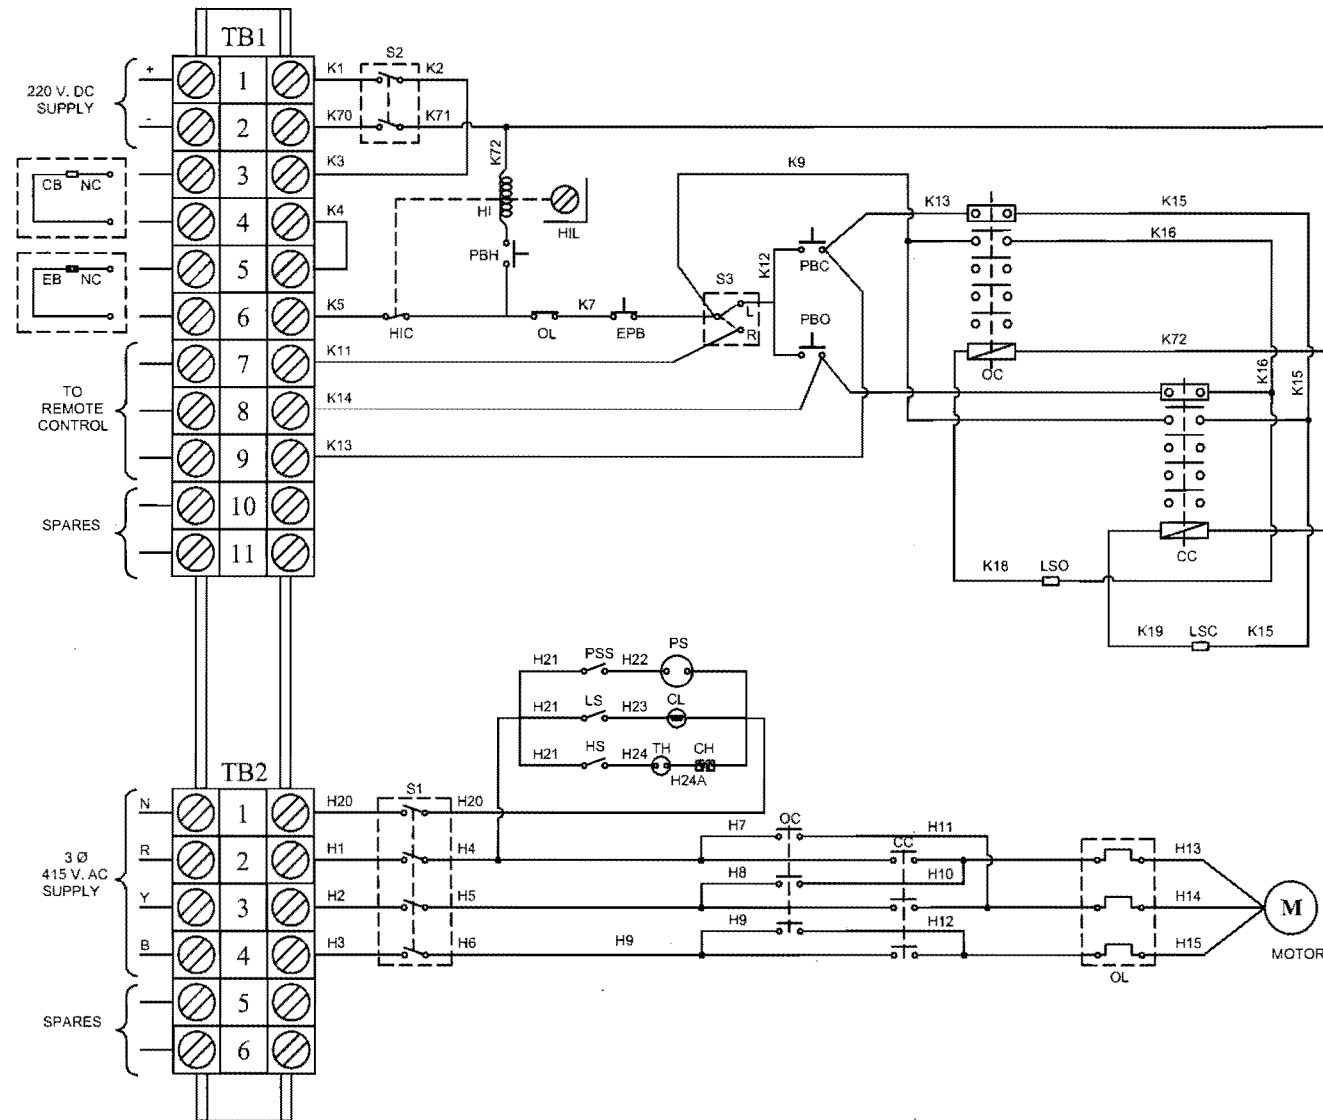 TB1
S2
+
1
K1
K2
220 V. DC
SUPPLY
-
2
K70
K71
3
K3
K72
K9
CB NC
4
K4
HI
HIL
K13
K15
K16
5
PBH
K12
PBC
EB NC
S3
6
K5
HIC
OL
K7
EPB
L
R
PBO
7
K11
K72
OC
K16
K15
TO
REMOTE
CONTROL
8
K14
9
K13
10
SPARES
11
CC
K18
LSO
K19
LSC
K15
H21
PSS
H22
PS
H21
LS
H23
CL
H21
HS
H24
TH
CH
H24A
TB2
S1
N
1
H20
H20
OC
H7
H11
3 Ø
415 V. AC
SUPPLY
R
2
H1
H4
CC
H13
H8
H10
Y
3
H2
H5
H14
M
H9
H12
B
4
H3
H6
H9
H15
MOTOR
OL
5
SPARES
6